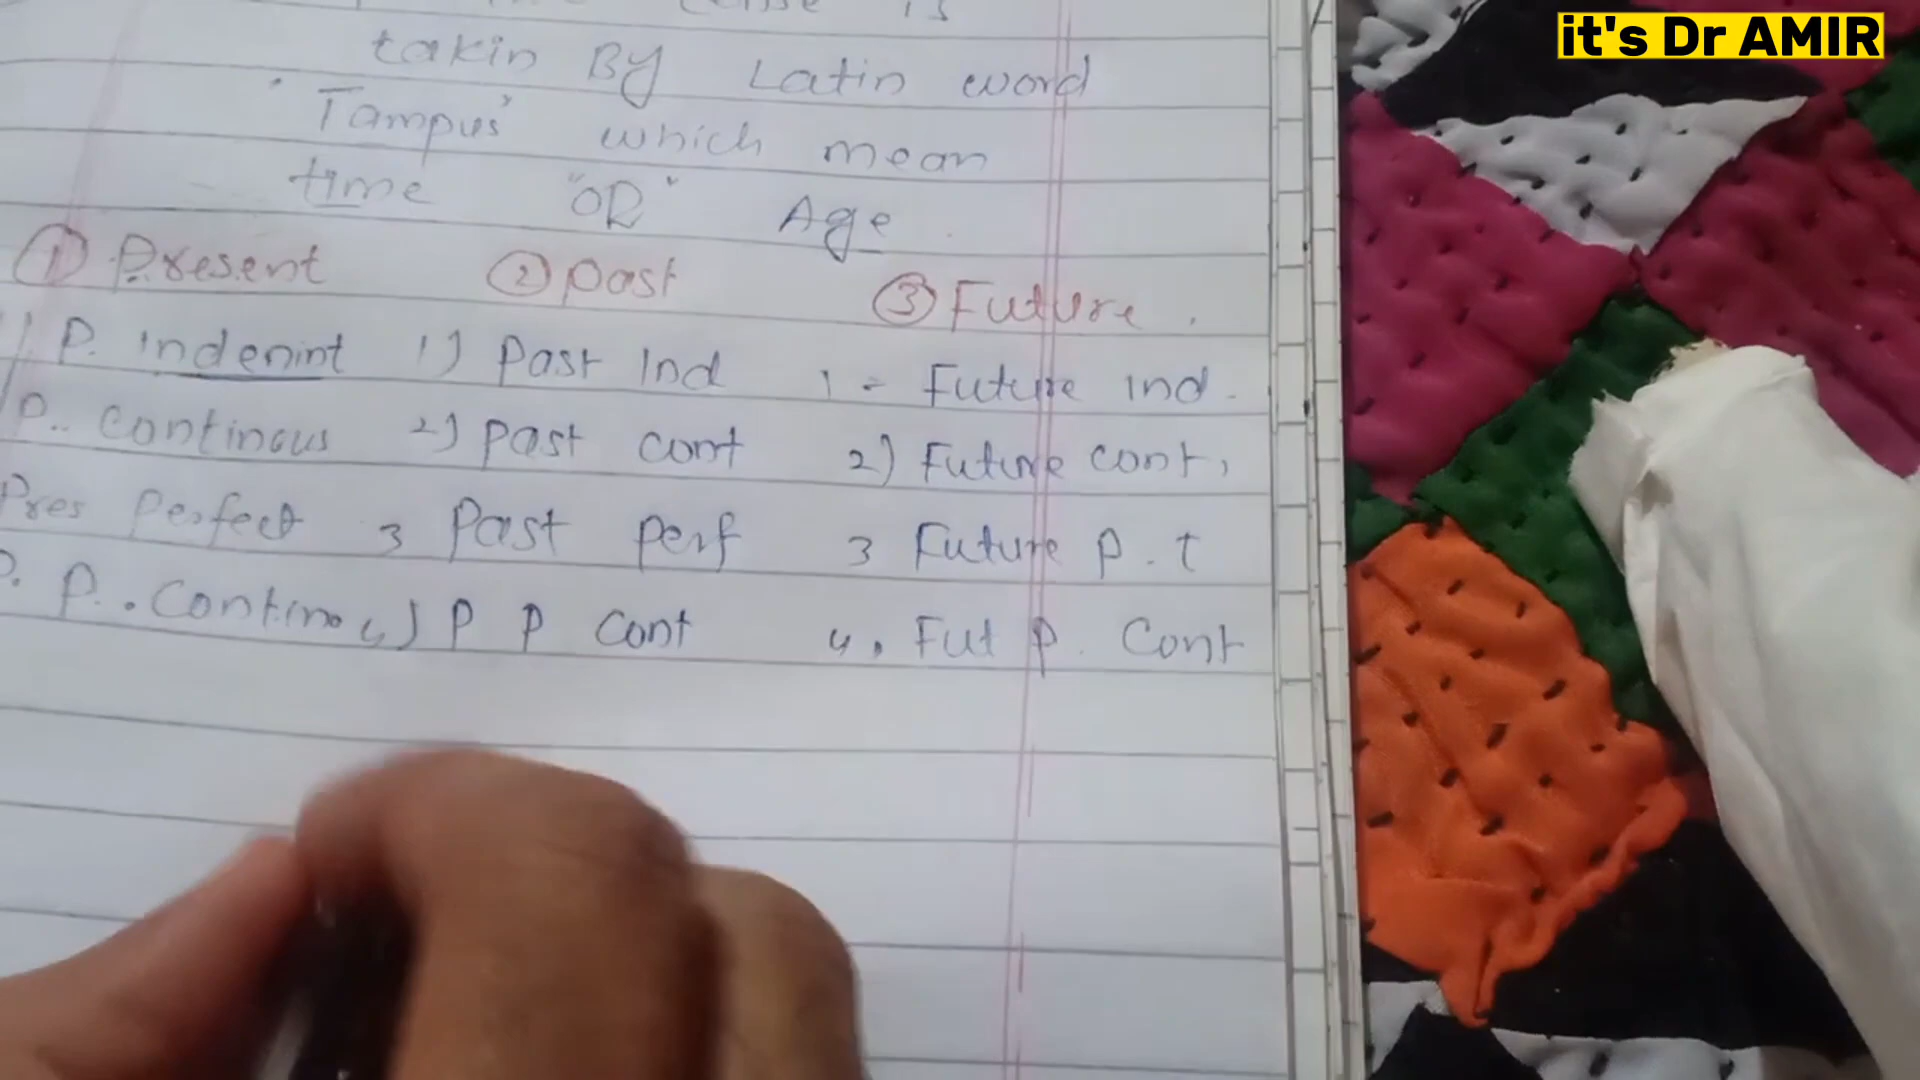 it's Dr AMIR
is
takin By Latin word
"Tampus" which mean
time "OR" Age
① Present ② past ③ Future.
P. indenint 1) Past Ind 1 = Future ind.
P.. continous 2) past cont 2) Future cont,
Pres Perfect 3 Past perf 3 Future P.t
P. P.. Continο 4) P P Cont 4. Fut P. Cont